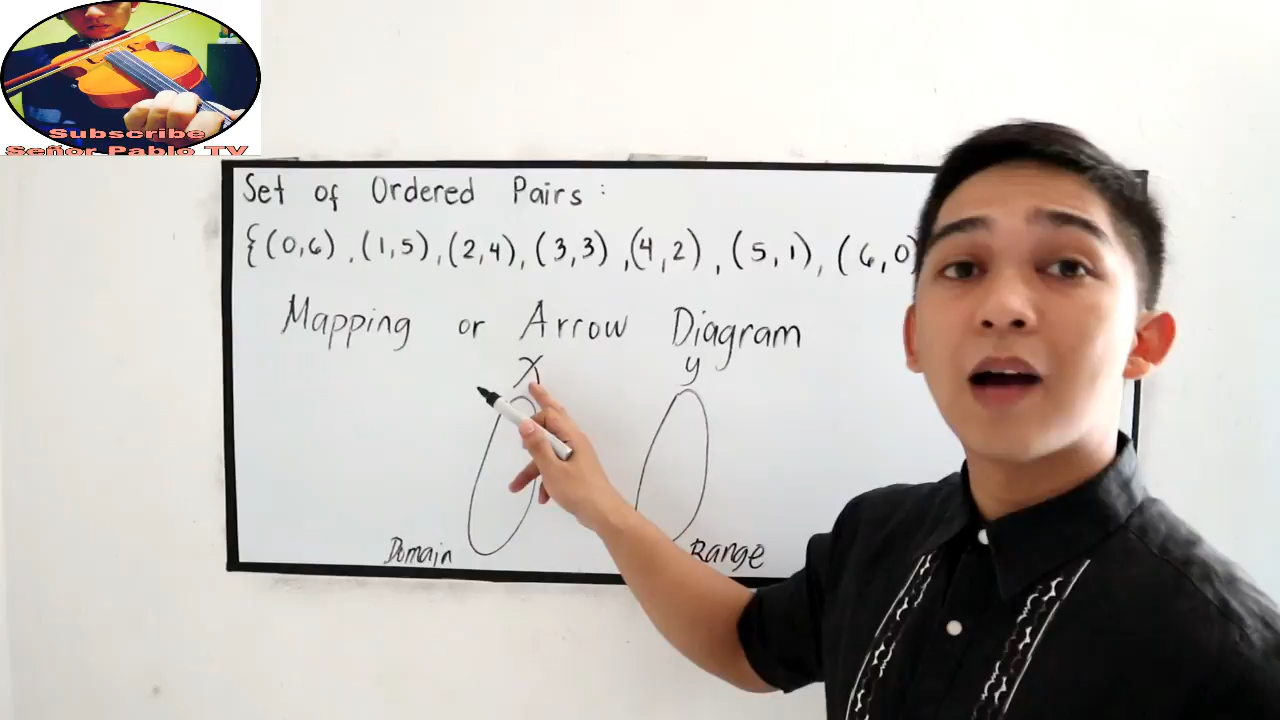 Subscribe
Señor Pablo TV
Set of Ordered Pairs :
{(0,6), (1,5), (2,4), (3,3), (4,2), (5,1), (6,0)
Mapping or Arrow Diagram
x y
Domain Range